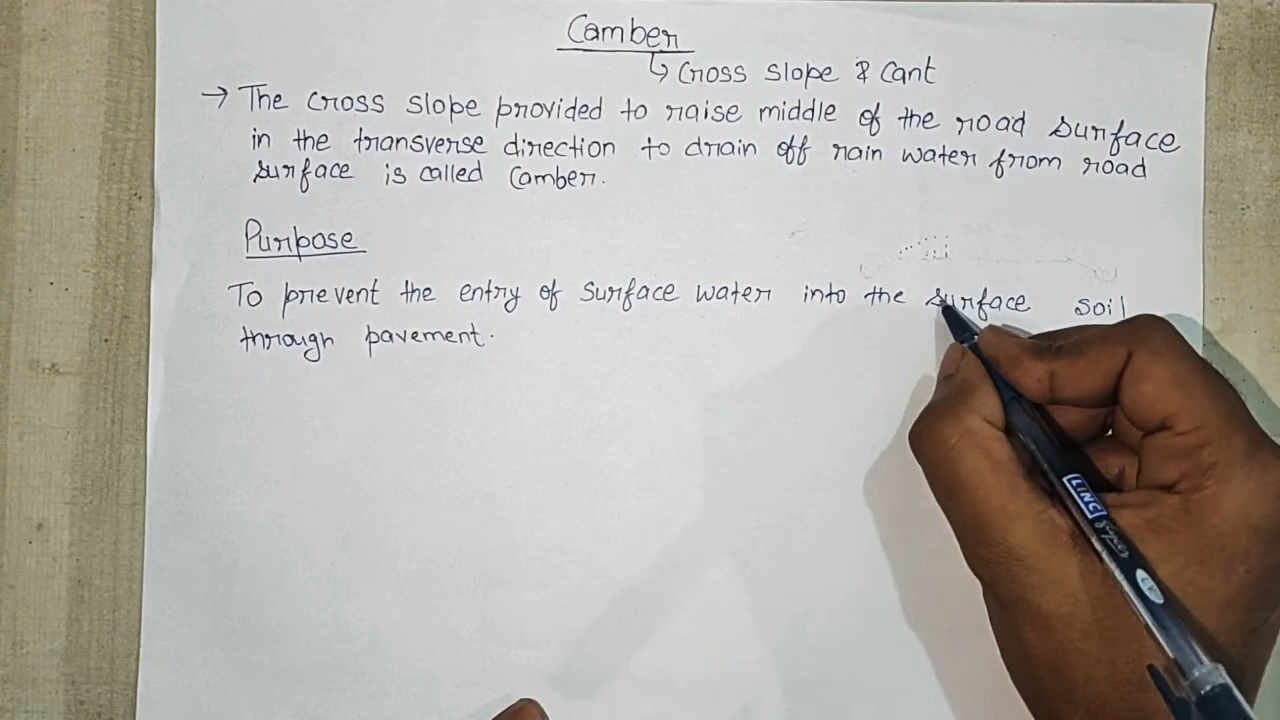 Camber
↳ Cross slope & Cant
→ The cross slope provided to raise middle of the road surface
in the transverse direction to drain off rain water from road
surface is called Camber.
Purpose
To prevent the entry of surface water into the surface soil
through pavement.
LINC